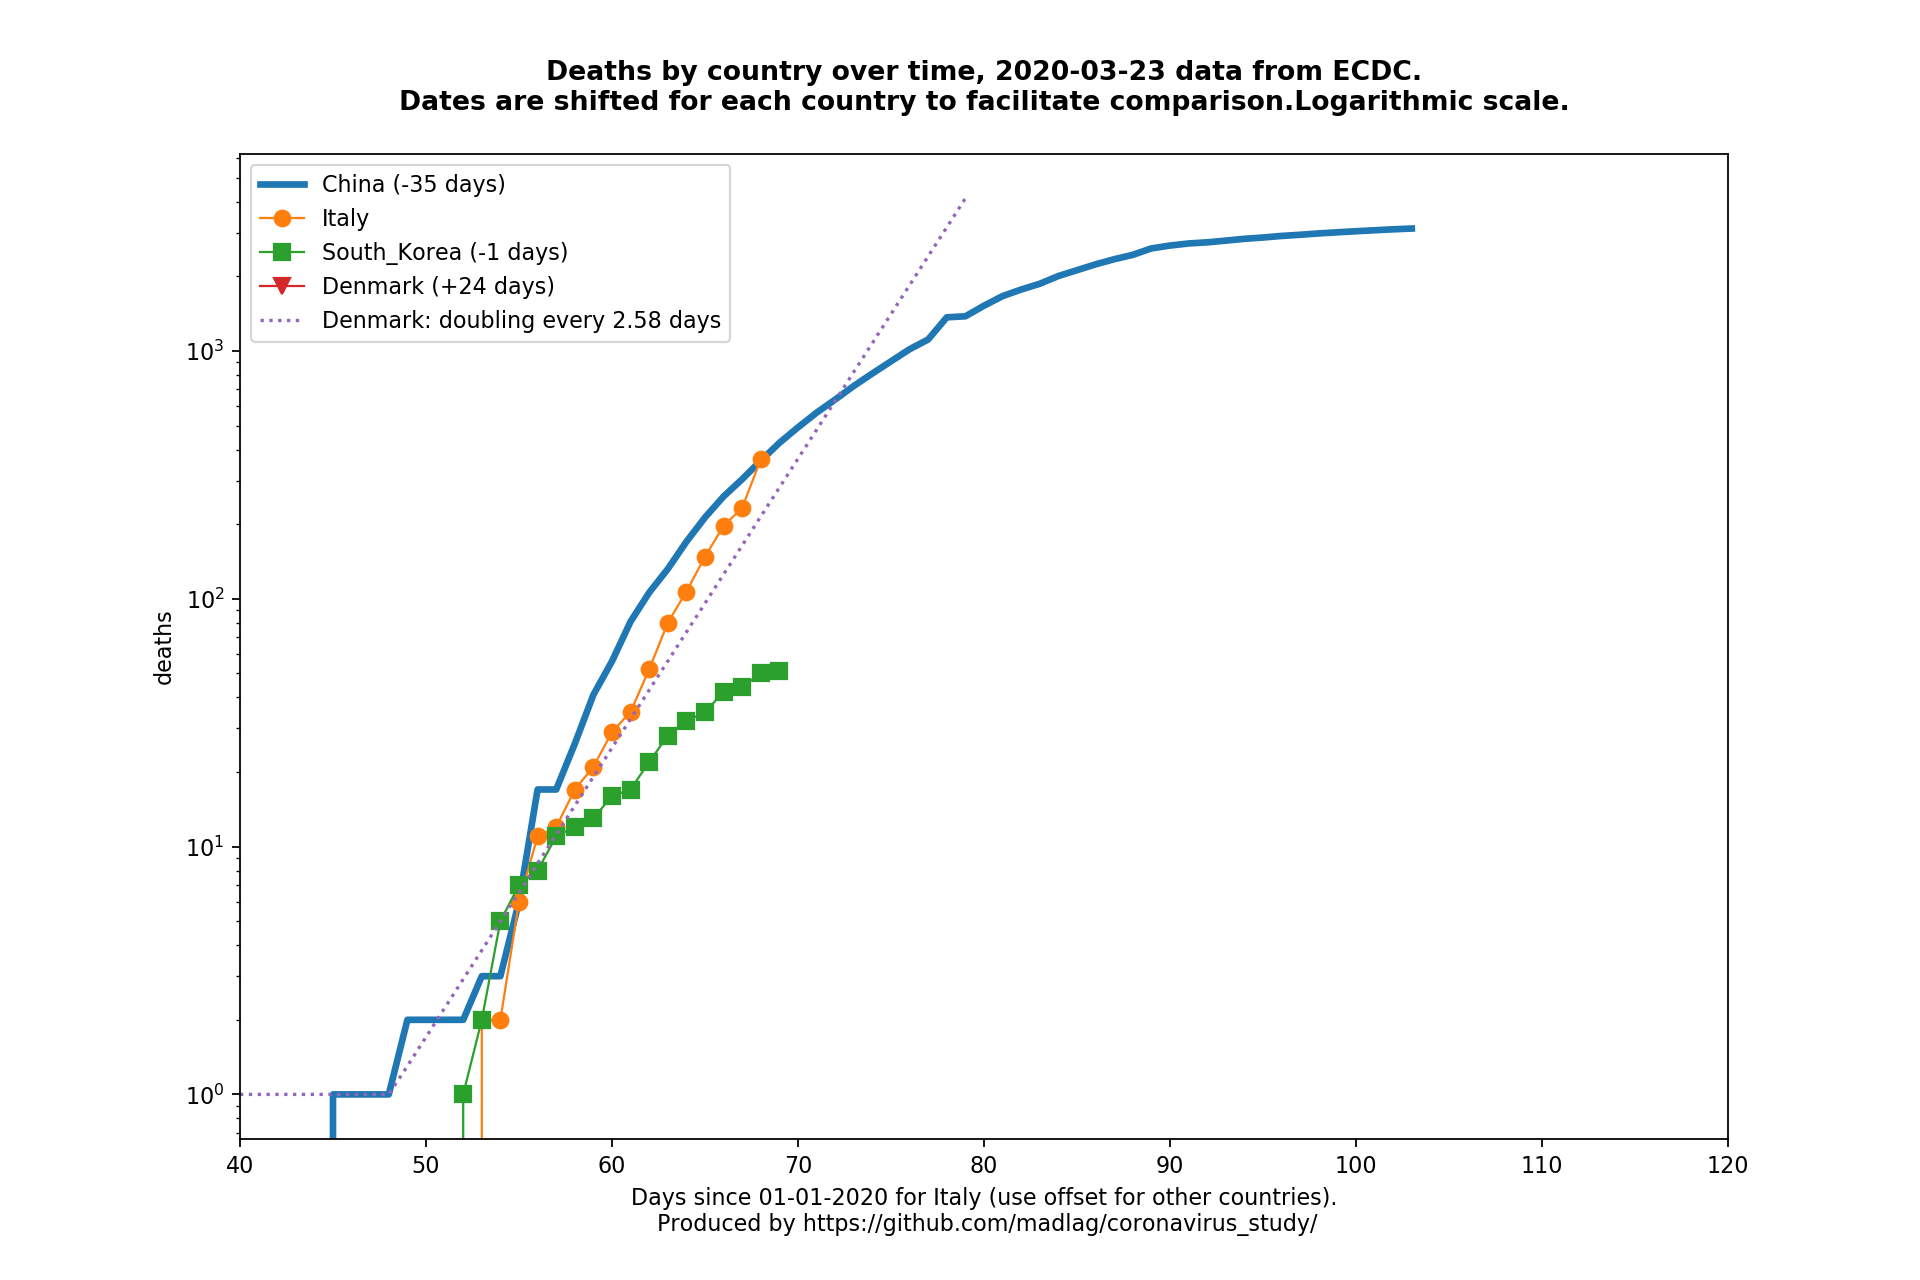 Deaths by country over time, 2020-03-23 data from ECDC.
Dates are shifted for each country to facilitate comparison.Logarithmic scale.
China (-35 days)
Italy
South_Korea (-1 days)
Denmark (+24 days)
Denmark: doubling every 2.58 days
10³
10²
10¹
10⁰
deaths
40 50 60 70 80 90 100 110 120
Days since 01-01-2020 for Italy (use offset for other countries).
Produced by https://github.com/madlag/coronavirus_study/